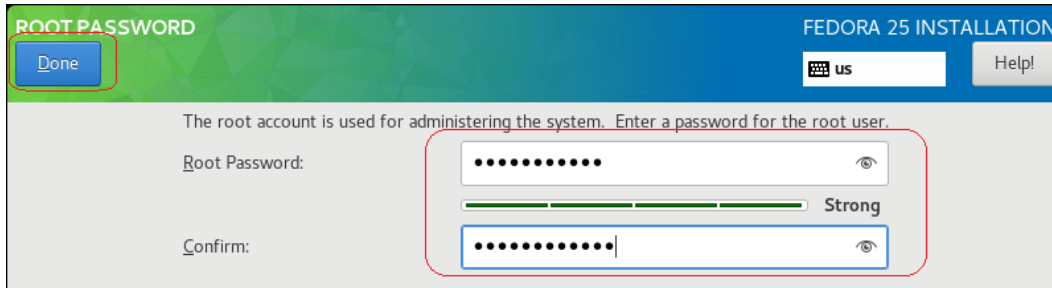 ROOT PASSWORD
FEDORA 25 INSTALLATION
Done
us
Help!
The root account is used for administering the system. Enter a password for the root user.
Root Password:
●●●●●●●●●●●
Strong
Confirm:
●●●●●●●●●●●●